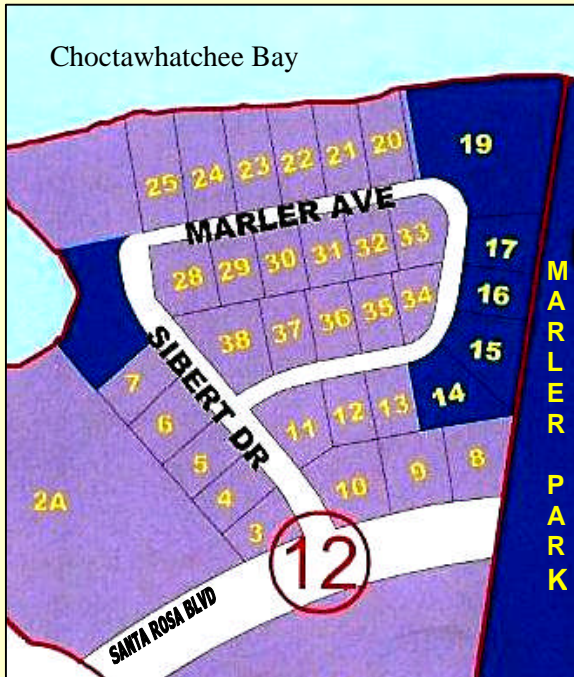 Choctawhatchee Bay
25 24 23 22 21 20 19
MARLER AVE
28 29 30 31 32 33 17
16
38 37 36 35 34
15
SIBERT DR
7 11 12 13 14
6
5
4
3
10 9 8
2A
12
SANTA ROSA BLVD
MARLER PARK